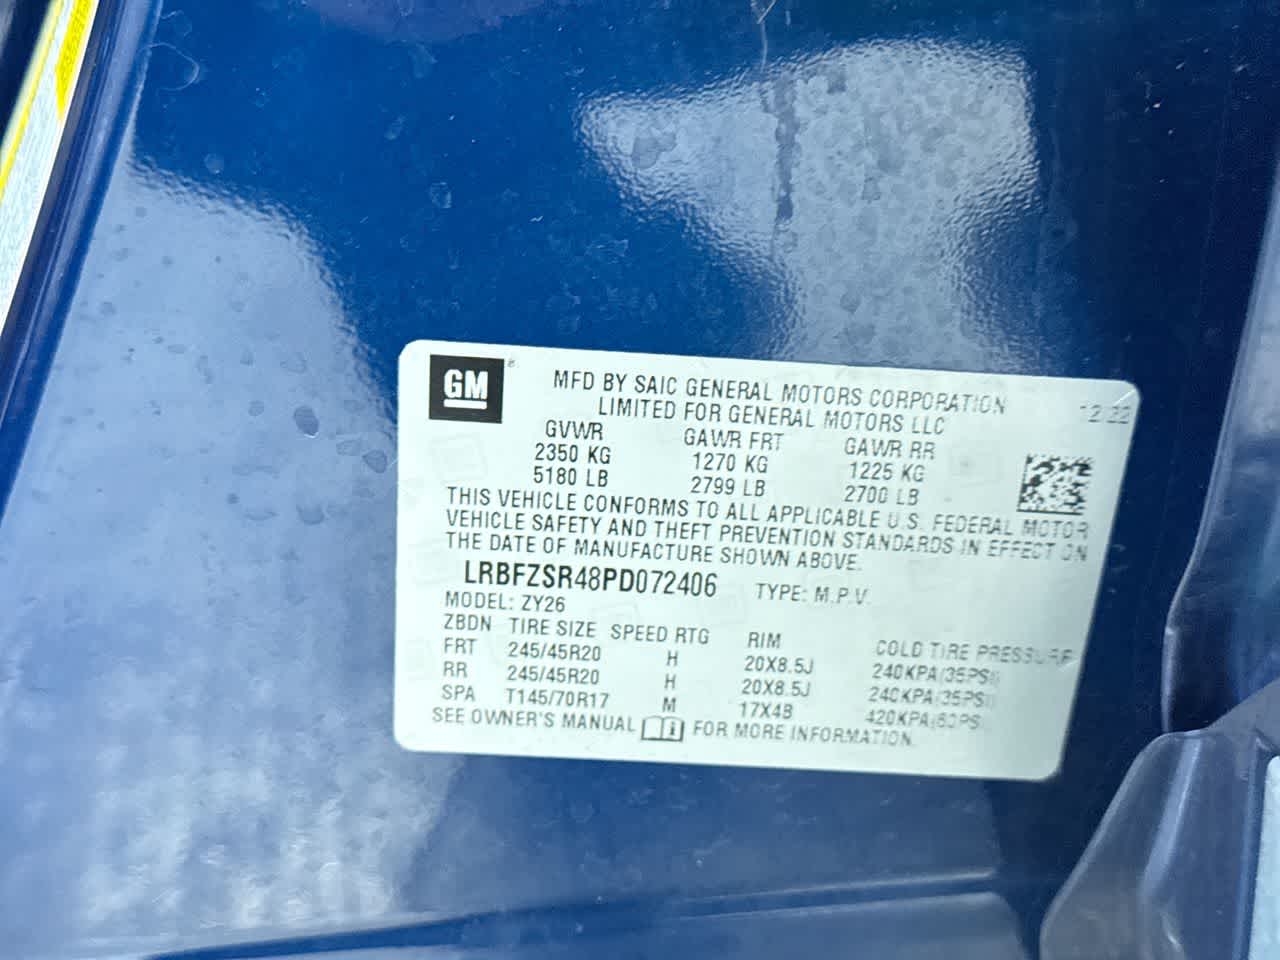 GM ®
MFD BY SAIC GENERAL MOTORS CORPORATION
LIMITED FOR GENERAL MOTORS LLC
12/22
GVWR GAWR FRT GAWR RR
2350 KG 1270 KG 1225 KG
5180 LB 2799 LB 2700 LB
THIS VEHICLE CONFORMS TO ALL APPLICABLE U.S. FEDERAL MOTOR
VEHICLE SAFETY AND THEFT PREVENTION STANDARDS IN EFFECT ON
THE DATE OF MANUFACTURE SHOWN ABOVE.
LRBFZSR48PD072406 TYPE: M.P.V.
MODEL: ZY26
ZBDN TIRE SIZE SPEED RTG RIM COLD TIRE PRESSURE
FRT 245/45R20 H 20X8.5J 240KPA(35PSI)
RR 245/45R20 H 20X8.5J 240KPA(35PSI)
SPA T145/70R17 M 17X4B 420KPA(60PSI)
SEE OWNER'S MANUAL FOR MORE INFORMATION.